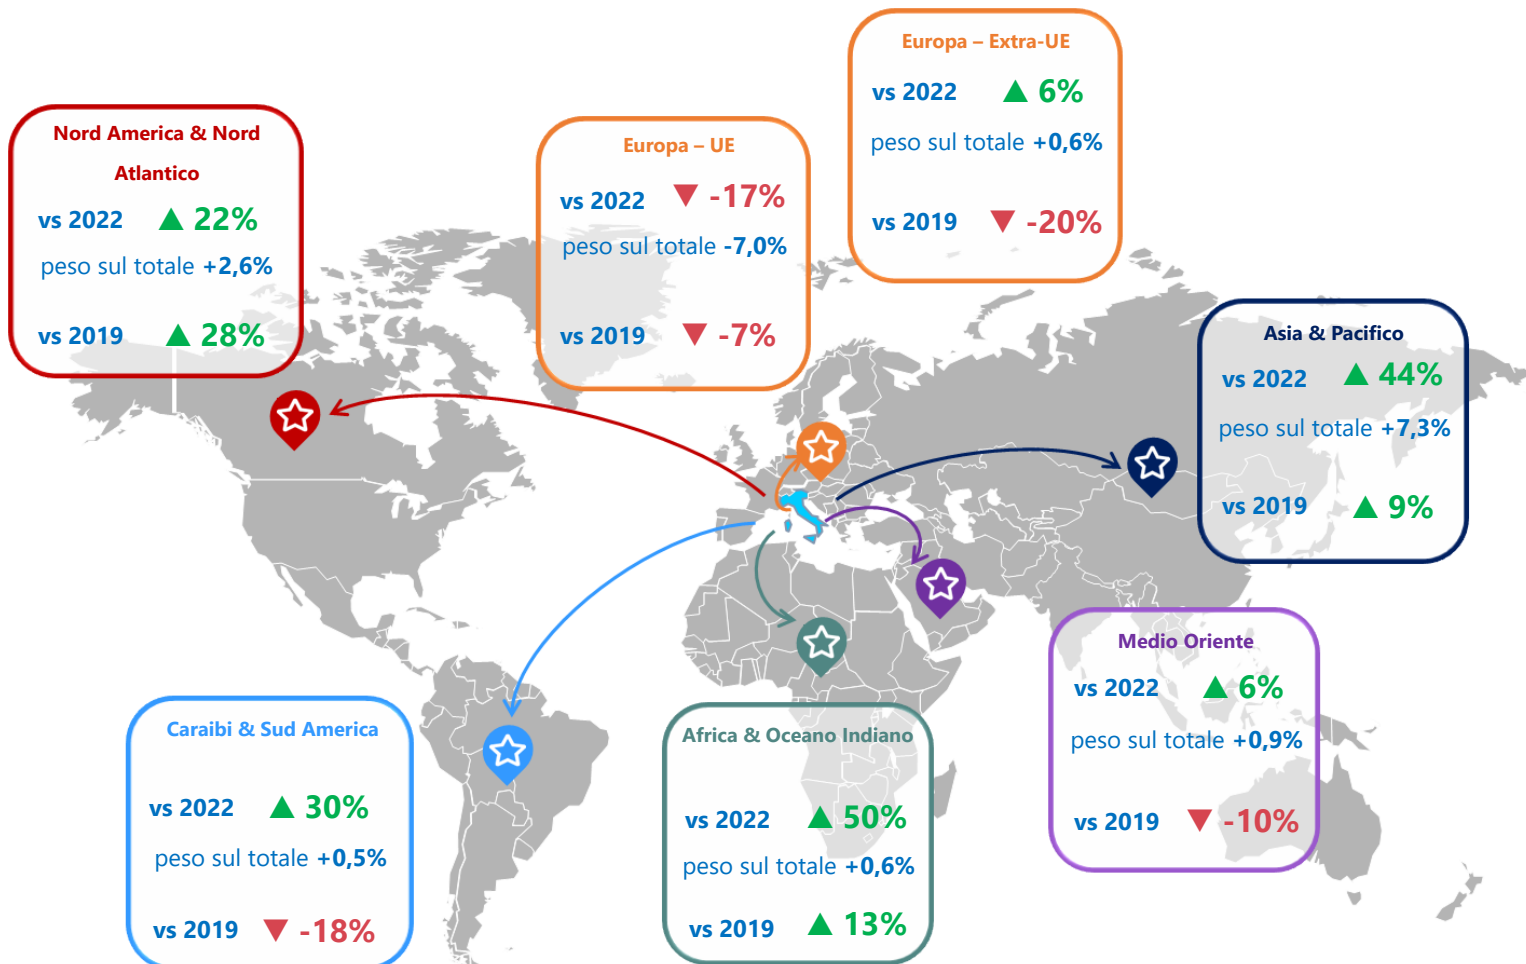 Europa – Extra-UE
vs 2022 ▲ 6%
peso sul totale +0,6%
vs 2019 ▼ -20%
Nord America & Nord
Atlantico
vs 2022 ▲ 22%
peso sul totale +2,6%
vs 2019 ▲ 28%
Europa – UE
vs 2022 ▼ -17%
peso sul totale -7,0%
vs 2019 ▼ -7%
Asia & Pacifico
vs 2022 ▲ 44%
peso sul totale +7,3%
vs 2019 ▲ 9%
Medio Oriente
vs 2022 ▲ 6%
peso sul totale +0,9%
vs 2019 ▼ -10%
Caraibi & Sud America
vs 2022 ▲ 30%
peso sul totale +0,5%
vs 2019 ▼ -18%
Africa & Oceano Indiano
vs 2022 ▲ 50%
peso sul totale +0,6%
vs 2019 ▲ 13%